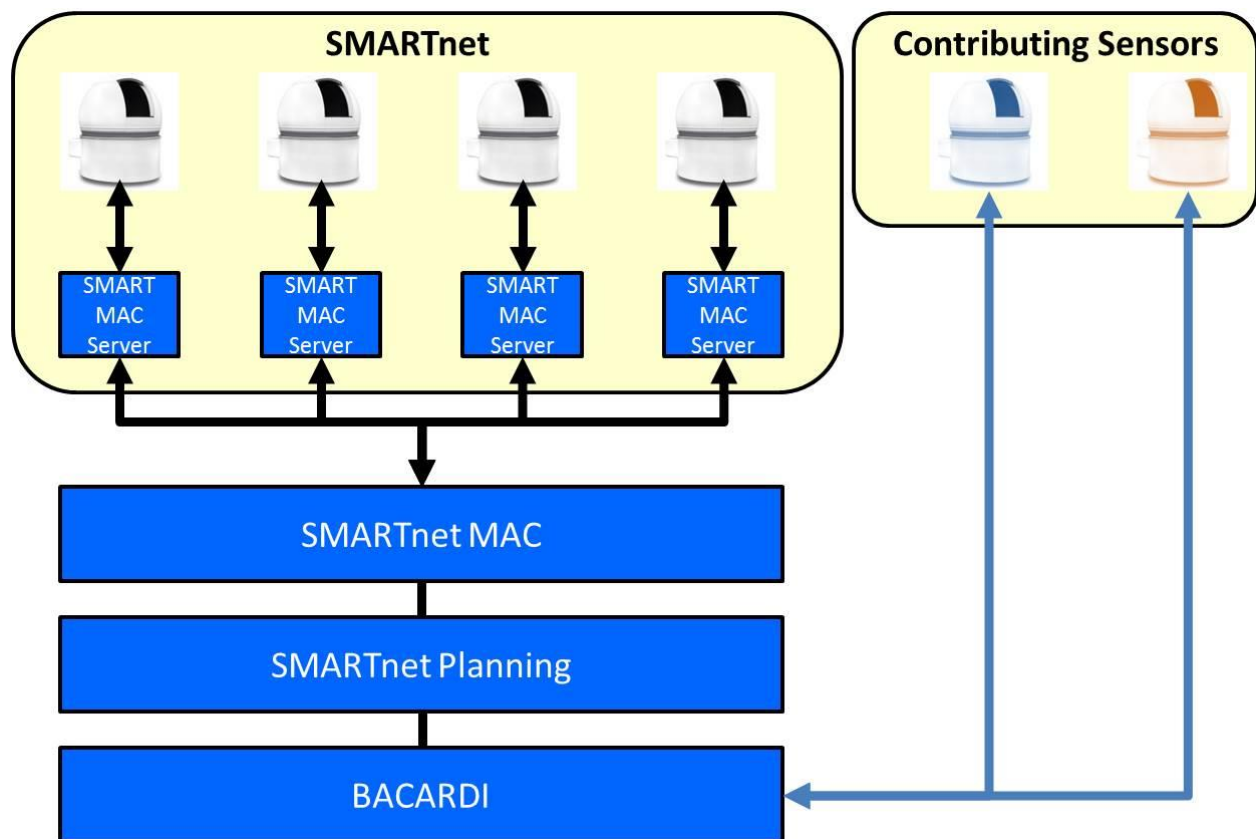 SMARTnet
Contributing Sensors
SMART
MAC
Server
SMART
MAC
Server
SMART
MAC
Server
SMART
MAC
Server
SMARTnet MAC
SMARTnet Planning
BACARDI